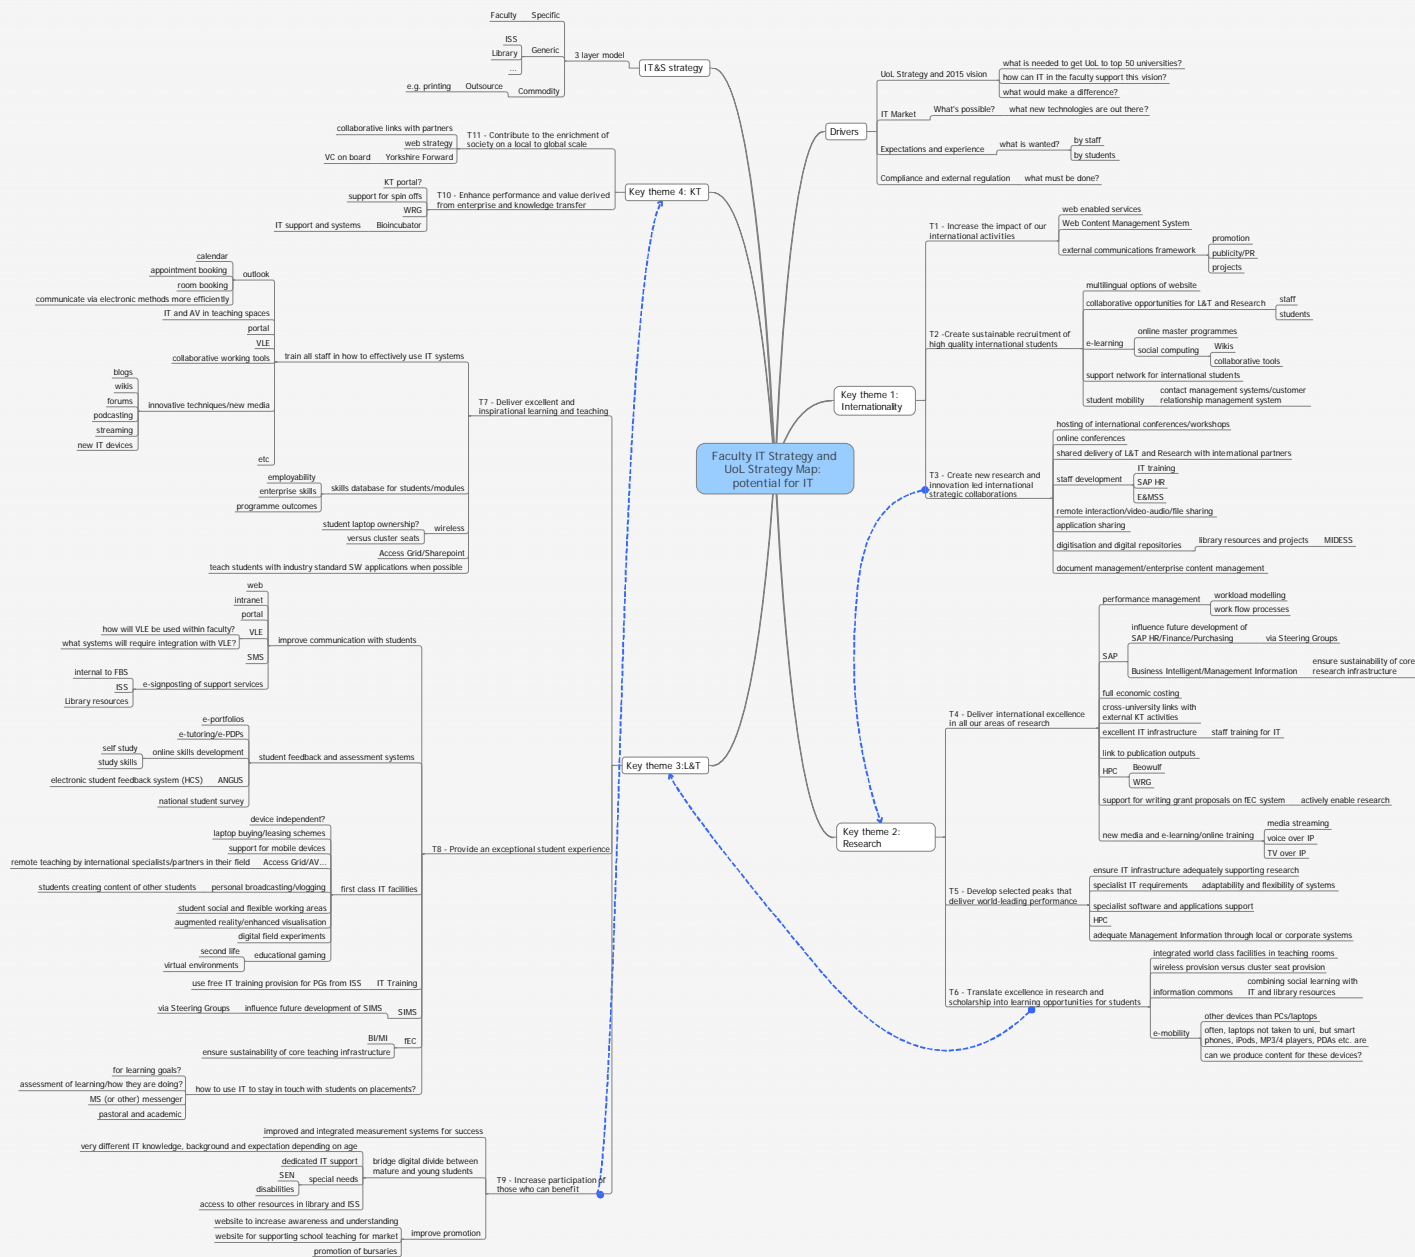 Faculty IT Strategy and
UoL Strategy Map:
potential for IT
IT&S strategy
3 layer model
Specific
Faculty
Generic
ISS
Library
...
Commodity
Outsource
e.g. printing
Drivers
UoL Strategy and 2015 vision
what is needed to get UoL to top 50 universities?
how can IT in the faculty support this vision?
what would make a difference?
IT Market
What's possible?
what new technologies are out there?
Expectations and experience
what is wanted?
by staff
by students
Compliance and external regulation
what must be done?
Key theme 1:
Internationality
T1 - Increase the impact of our
international activities
web enabled services
Web Content Management System
external communications framework
promotion
publicity/PR
projects
T2 -Create sustainable recruitment of
high quality international students
multilingual options of website
collaborative opportunities for L&T and Research
staff
students
e-learning
online master programmes
social computing
Wikis
collaborative tools
support network for international students
student mobility
contact management systems/customer
relationship management system
T3 - Create new research and
innovation led international
strategic collaborations
hosting of international conferences/workshops
online conferences
shared delivery of L&T and Research with international partners
staff development
IT training
SAP HR
E&MSS
remote interaction/video-audio/file sharing
application sharing
digitisation and digital repositories
library resources and projects
MIDESS
document management/enterprise content management
Key theme 2:
Research
T4 - Deliver international excellence
in all our areas of research
performance management
workload modelling
work flow processes
SAP
influence future development of
SAP HR/Finance/Purchasing
via Steering Groups
Business Intelligent/Management Information
ensure sustainability of core
research infrastructure
full economic costing
cross-university links with
external KT activities
excellent IT infrastructure
staff training for IT
link to publication outputs
HPC
Beowulf
WRG
support for writing grant proposals on fEC system
actively enable research
new media and e-learning/online training
media streaming
voice over IP
TV over IP
T5 - Develop selected peaks that
deliver world-leading performance
ensure IT infrastructure adequately supporting research
specialist IT requirements
adaptability and flexibility of systems
specialist software and applications support
HPC
adequate Management Information through local or corporate systems
T6 - Translate excellence in research and
scholarship into learning opportunities for students
integrated world class facilities in teaching rooms
wireless provision versus cluster seat provision
information commons
combining social learning with
IT and library resources
e-mobility
other devices than PCs/laptops
often, laptops not taken to uni, but smart
phones, iPods, MP3/4 players, PDAs etc. are
can we produce content for these devices?
Key theme 4: KT
T11 - Contribute to the enrichment of
society on a local to global scale
collaborative links with partners
web strategy
Yorkshire Forward
VC on board
T10 - Enhance performance and value derived
from enterprise and knowledge transfer
KT portal?
support for spin offs
WRG
Bioincubator
IT support and systems
Key theme 3:L&T
T7 - Deliver excellent and
inspirational learning and teaching
train all staff in how to effectively use IT systems
outlook
calendar
appointment booking
room booking
communicate via electronic methods more efficiently
IT and AV in teaching spaces
portal
VLE
collaborative working tools
innovative techniques/new media
blogs
wikis
forums
podcasting
streaming
new IT devices
etc
skills database for students/modules
employability
enterprise skills
programme outcomes
wireless
student laptop ownership?
versus cluster seats
Access Grid/Sharepoint
teach students with industry standard SW applications when possible
T8 - Provide an exceptional student experience
improve communication with students
web
intranet
portal
VLE
how will VLE be used within faculty?
what systems will require integration with VLE?
SMS
e-signposting of support services
internal to FBS
ISS
Library resources
student feedback and assessment systems
e-portfolios
e-tutoring/e-PDPs
online skills development
self study
study skills
ANGUS
electronic student feedback system (HCS)
national student survey
first class IT facilities
device independent?
laptop buying/leasing schemes
support for mobile devices
Access Grid/AV...
remote teaching by international specialists/partners in their field
personal broadcasting/vlogging
students creating content of other students
student social and flexible working areas
augmented reality/enhanced visualisation
digital field experiments
educational gaming
second life
virtual environments
IT Training
use free IT training provision for PGs from ISS
SIMS
influence future development of SIMS
via Steering Groups
fEC
BI/MI
ensure sustainability of core teaching infrastructure
how to use IT to stay in touch with students on placements?
for learning goals?
assessment of learning/how they are doing?
MS (or other) messenger
pastoral and academic
T9 - Increase participation of
those who can benefit
improved and integrated measurement systems for success
bridge digital divide between
mature and young students
very different IT knowledge, background and expectation depending on age
dedicated IT support
special needs
SEN
disabilities
access to other resources in library and ISS
improve promotion
website to increase awareness and understanding
website for supporting school teaching for market
promotion of bursaries